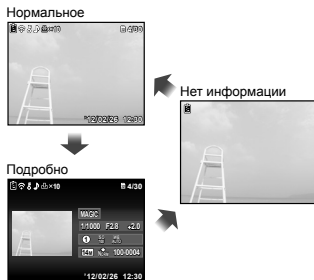 Нормальное
×10 4/30
'12/02/26 12:30
Нет информации
Подробно
×10 4/30
MAGIC
1/1000 F2.8 +2.0
100-0004
'12/02/26 12:30